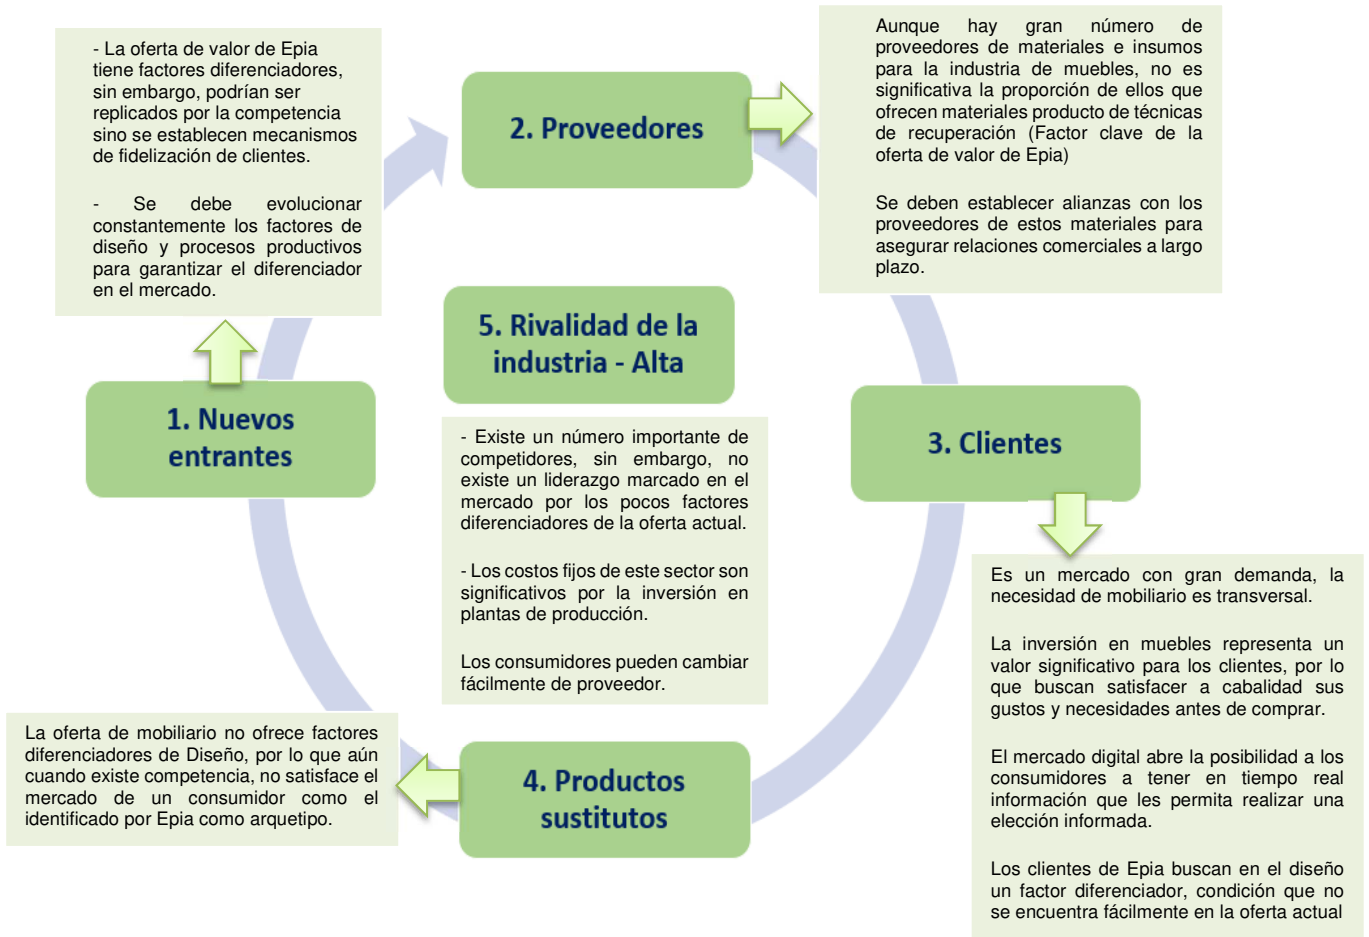 - La oferta de valor de Epia
tiene factores diferenciadores,
sin embargo, podrían ser
replicados por la competencia
sino se establecen mecanismos
de fidelización de clientes.
- Se debe evolucionar
constantemente los factores de
diseño y procesos productivos
para garantizar el diferenciador
en el mercado.
1. Nuevos
entrantes
2. Proveedores
Aunque hay gran número de
proveedores de materiales e insumos
para la industria de muebles, no es
significativa la proporción de ellos que
ofrecen materiales producto de técnicas
de recuperación (Factor clave de la
oferta de valor de Epia)
Se deben establecer alianzas con los
proveedores de estos materiales para
asegurar relaciones comerciales a largo
plazo.
5. Rivalidad de la
industria - Alta
- Existe un número importante de
competidores, sin embargo, no
existe un liderazgo marcado en el
mercado por los pocos factores
diferenciadores de la oferta actual.
- Los costos fijos de este sector son
significativos por la inversión en
plantas de producción.
Los consumidores pueden cambiar
fácilmente de proveedor.
3. Clientes
Es un mercado con gran demanda, la
necesidad de mobiliario es transversal.
La inversión en muebles representa un
valor significativo para los clientes, por lo
que buscan satisfacer a cabalidad sus
gustos y necesidades antes de comprar.
El mercado digital abre la posibilidad a los
consumidores a tener en tiempo real
información que les permita realizar una
elección informada.
Los clientes de Epia buscan en el diseño
un factor diferenciador, condición que no
se encuentra fácilmente en la oferta actual
4. Productos
sustitutos
La oferta de mobiliario no ofrece factores
diferenciadores de Diseño, por lo que aún
cuando existe competencia, no satisface el
mercado de un consumidor como el
identificado por Epia como arquetipo.